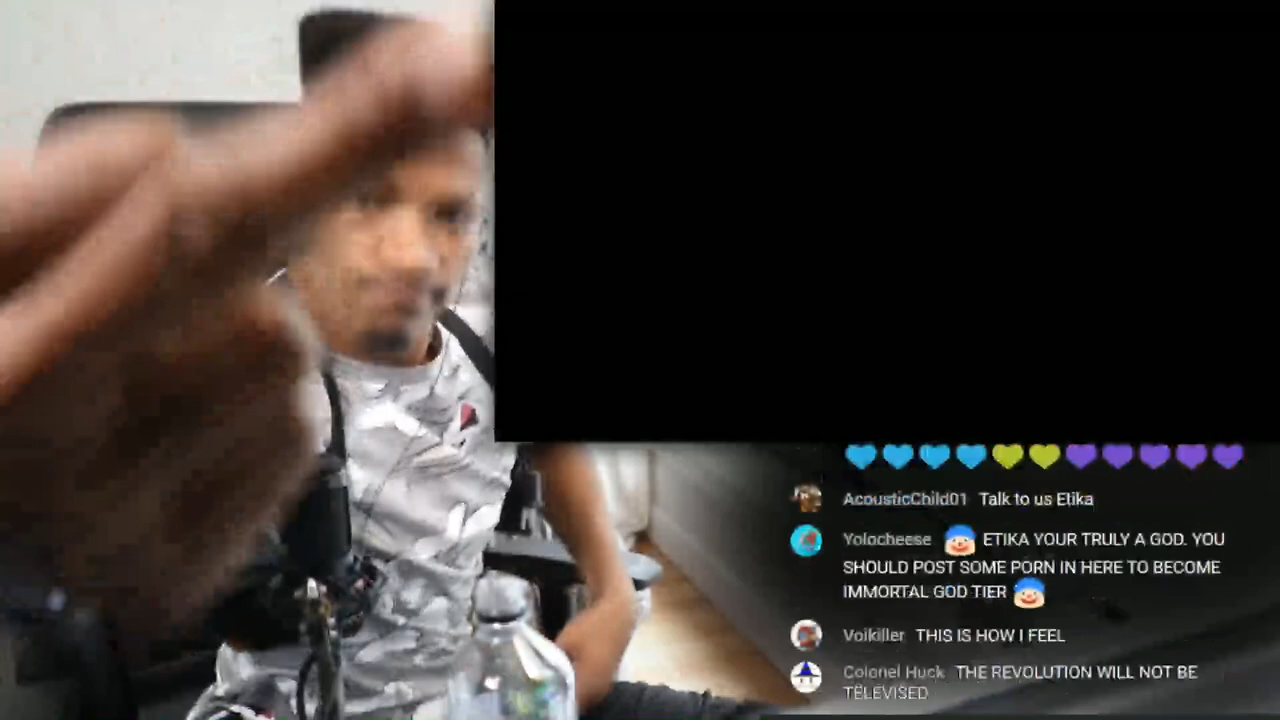 AcousticChild01 Talk to us Etika
Yolocheese ETIKA YOUR TRULY A GOD. YOU
SHOULD POST SOME PORN IN HERE TO BECOME
IMMORTAL GOD TIER
Voikiller THIS IS HOW I FEEL
Colonel Huck THE REVOLUTION WILL NOT BE
TELEVISED